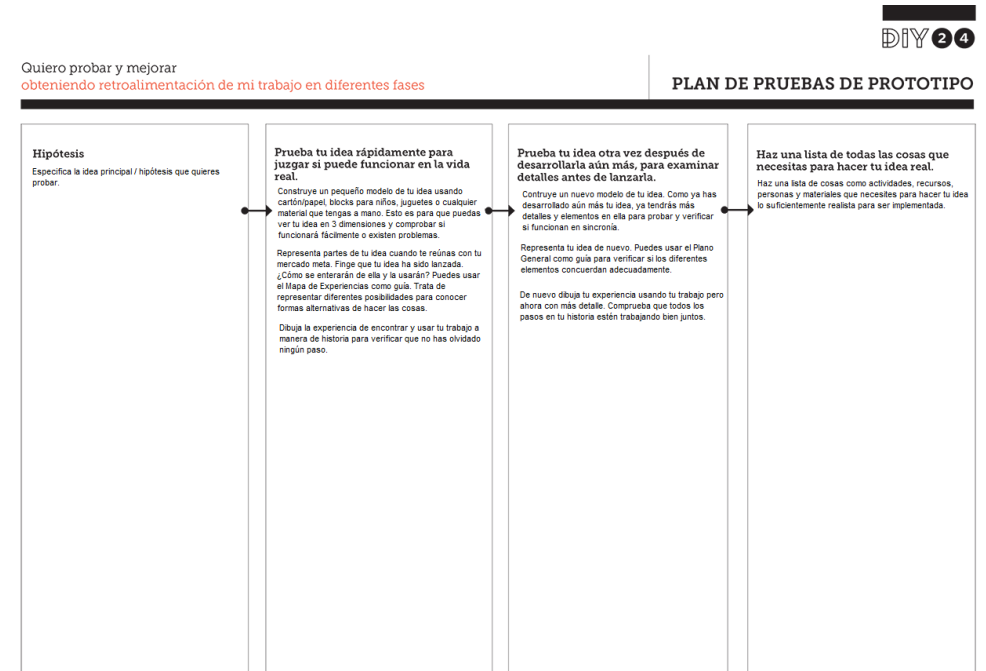 DIY 24
Quiero probar y mejorar
obteniendo retroalimentación de mi trabajo en diferentes fases
PLAN DE PRUEBAS DE PROTOTIPO
Hipótesis
Especifica la idea principal / hipótesis que quieres
probar.
Prueba tu idea rápidamente para
juzgar si puede funcionar en la vida
real.
Construye un pequeño modelo de tu idea usando
cartón/papel, blocks para niños, juguetes o cualquier
material que tengas a mano. Esto es para que puedas
ver tu idea en 3 dimensiones y comprobar si
funcionará fácilmente o existen problemas.
Representa partes de tu idea cuando te reúnas con tu
mercado meta. Finge que tu idea ha sido lanzada.
¿Cómo se enterarán de ella y la usarán? Puedes usar
el Mapa de Experiencias como guía. Trata de
representar diferentes posibilidades para conocer
formas alternativas de hacer las cosas.
Dibuja la experiencia de encontrar y usar tu trabajo a
manera de historia para verificar que no has olvidado
ningún paso.
Prueba tu idea otra vez después de
desarrollarla aún más, para examinar
detalles antes de lanzarla.
Contruye un nuevo modelo de tu idea. Como ya has
desarrollado aún más tu idea, ya tendrás más
detalles y elementos en ella para probar y verificar
si funcionan en sincronía.
Representa tu idea de nuevo. Puedes usar el Plano
General como guía para verificar si los diferentes
elementos concuerdan adecuadamente.
De nuevo dibuja tu experiencia usando tu trabajo pero
ahora con más detalle. Comprueba que todos los
pasos en tu historia estén trabajando bien juntos.
Haz una lista de todas las cosas que
necesitas para hacer tu idea real.
Haz una lista de cosas como actividades, recursos,
personas y materiales que necesites para hacer tu idea
lo suficientemente realista para ser implementada.